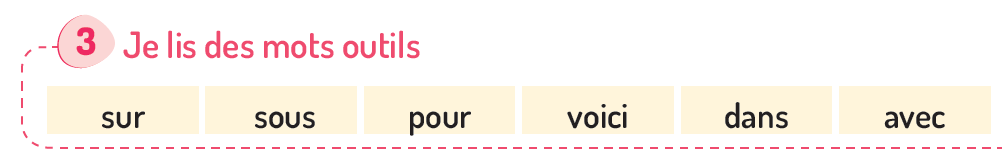 3 Je lis des mots outils
sur sous pour voici dans avec